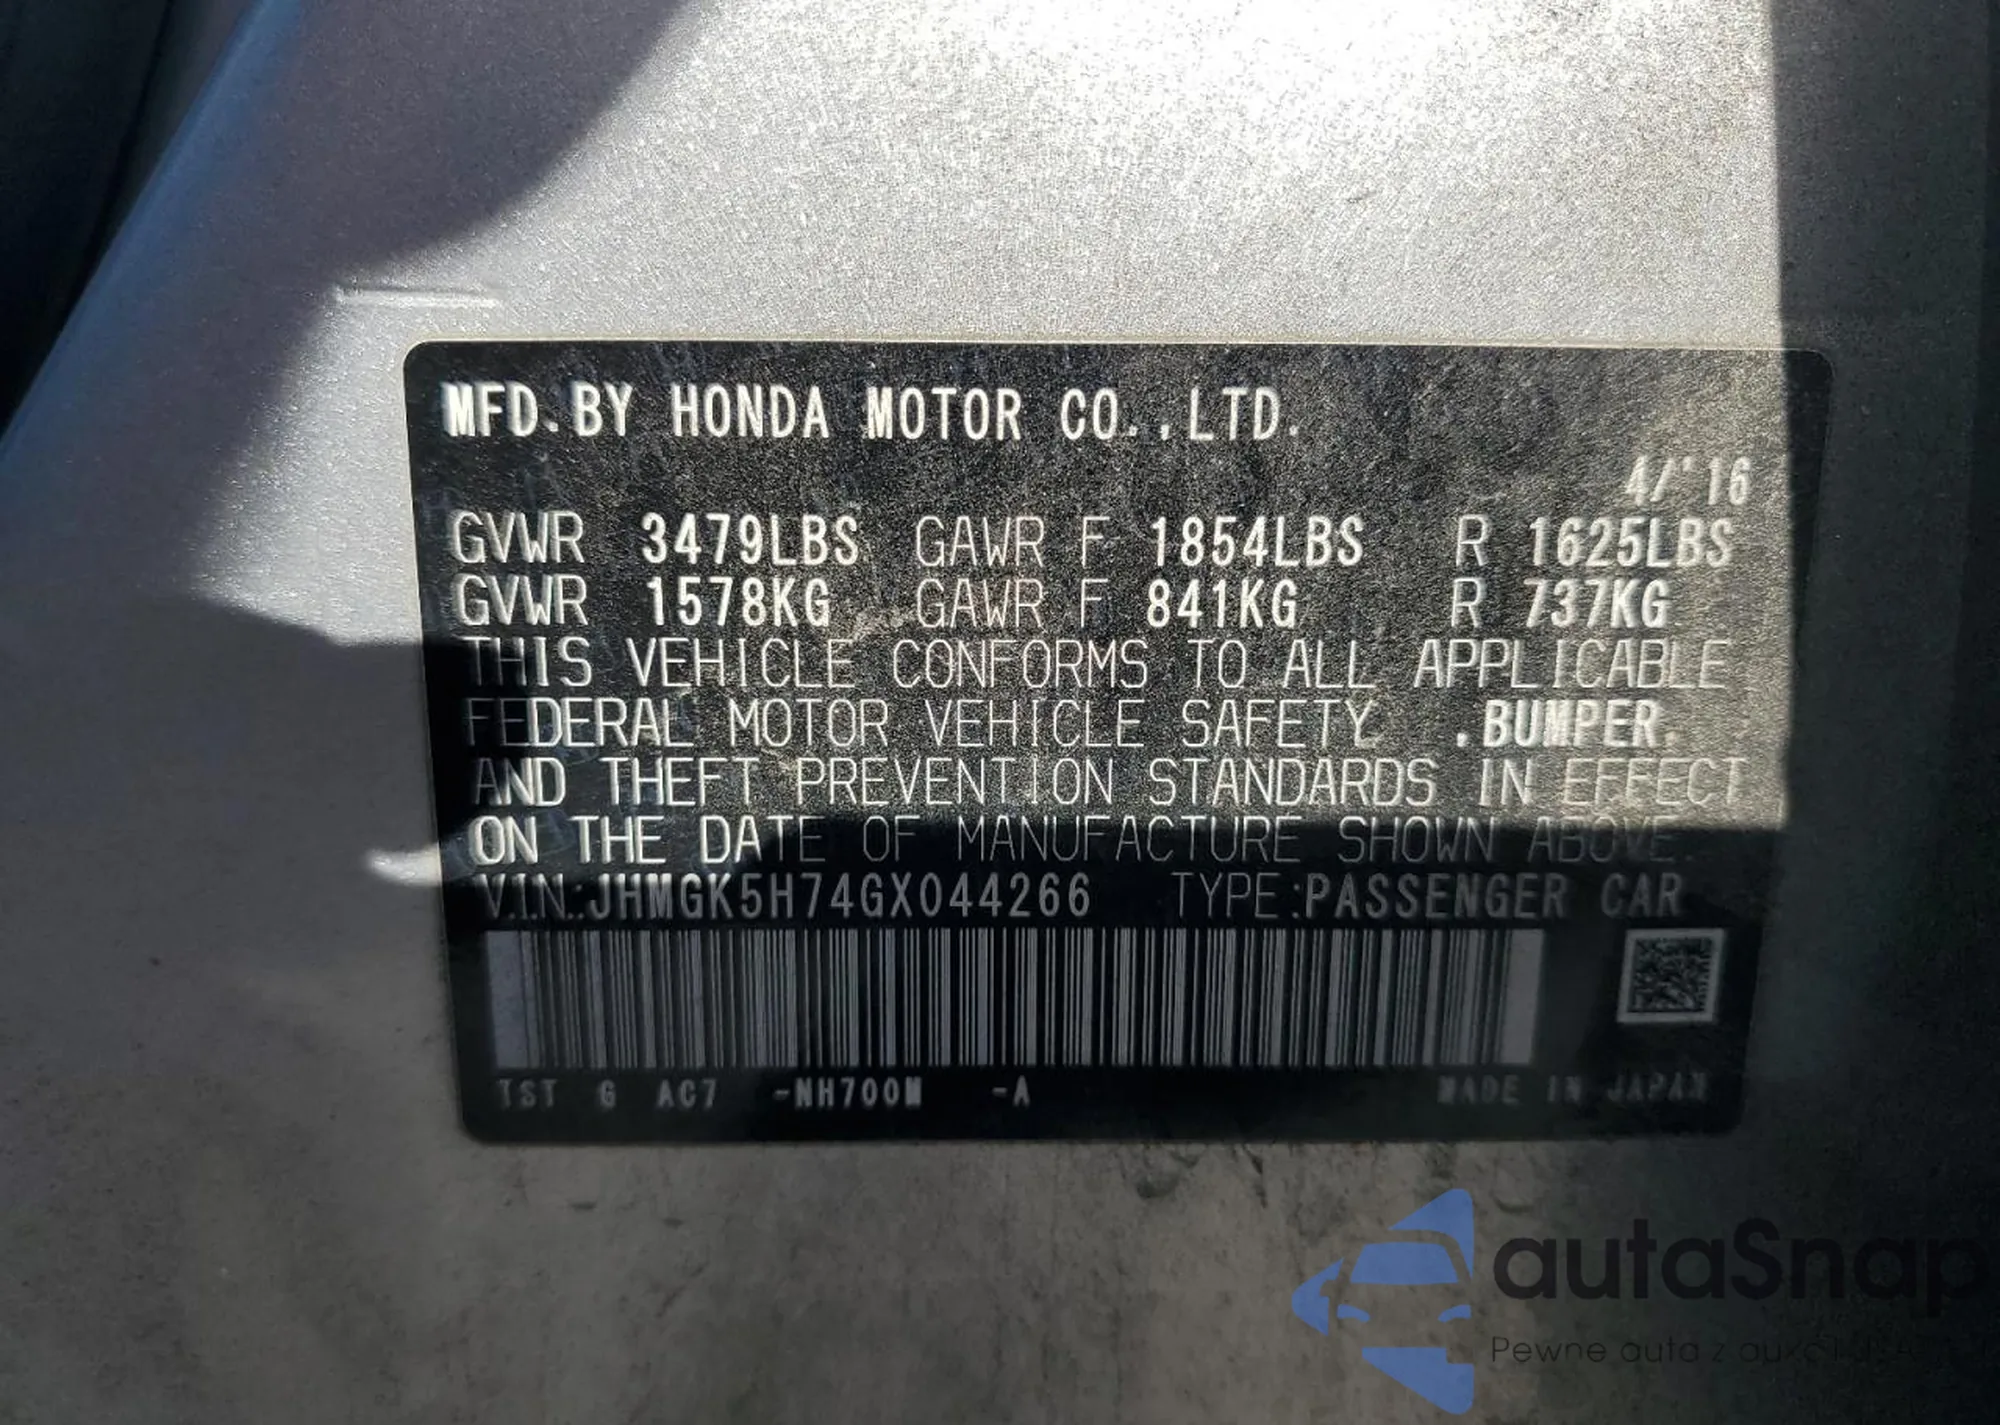 MFD.BY HONDA MOTOR CO.,LTD.
4/'16
GVWR 3479LBS GAWR F 1854LBS R 1625LBS
GVWR 1578KG GAWR F 841KG R 737KG
THIS VEHICLE CONFORMS TO ALL APPLICABLE
FEDERAL MOTOR VEHICLE SAFETY .BUMPER.
AND THEFT PREVENTION STANDARDS IN EFFECT
ON THE DATE OF MANUFACTURE SHOWN ABOVE.
V.I.N.:JHMGK5H74GX044266 TYPE:PASSENGER CAR
TST G AC7 -NH700M -A MADE IN JAPAN
autaSnap
Pewne auta z